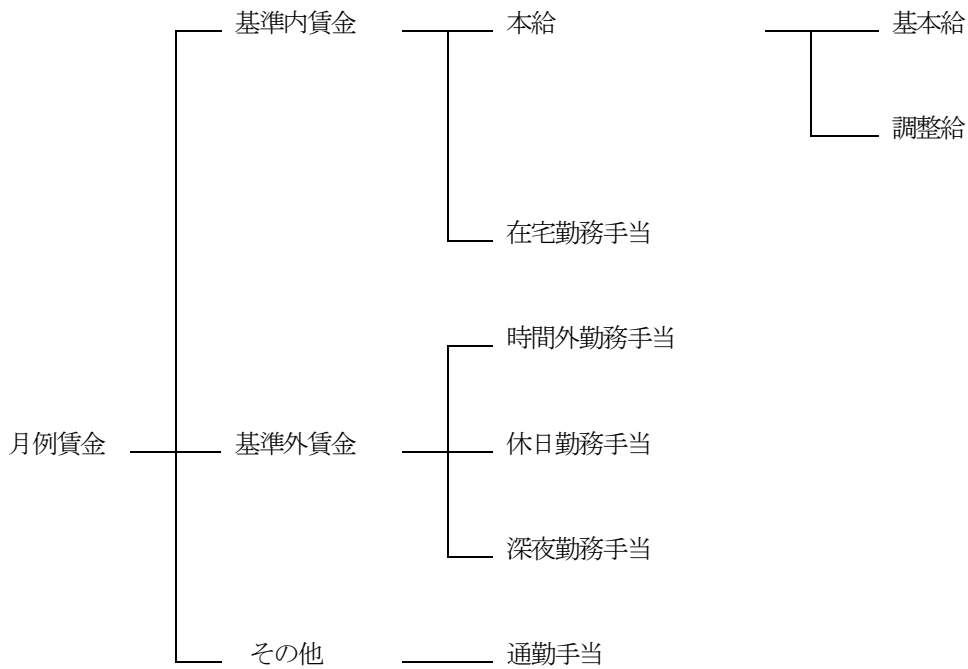 基準内賃金 本給 基本給
調整給
在宅勤務手当
時間外勤務手当
月例賃金 基準外賃金 休日勤務手当
深夜勤務手当
その他 通勤手当